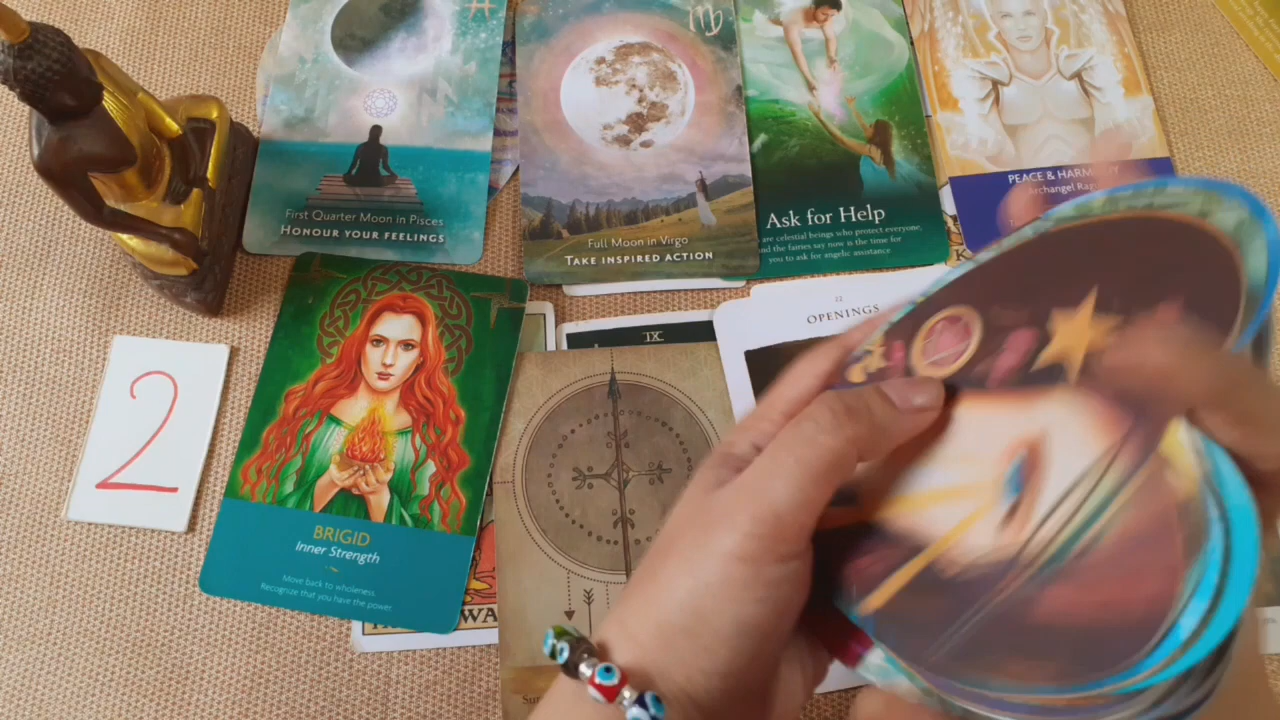 First Quarter Moon in Pisces
HONOUR YOUR FEELINGS
Full Moon in Virgo
TAKE INSPIRED ACTION
Ask for Help
are celestial beings who protect everyone,
and the fairies say now is the time for
you to ask for angelic assistance
PEACE & HARMONY
Archangel
OPENINGS
IX
2
BRIGID
Inner Strength
Move back to wholeness.
Recognize that you have the power.